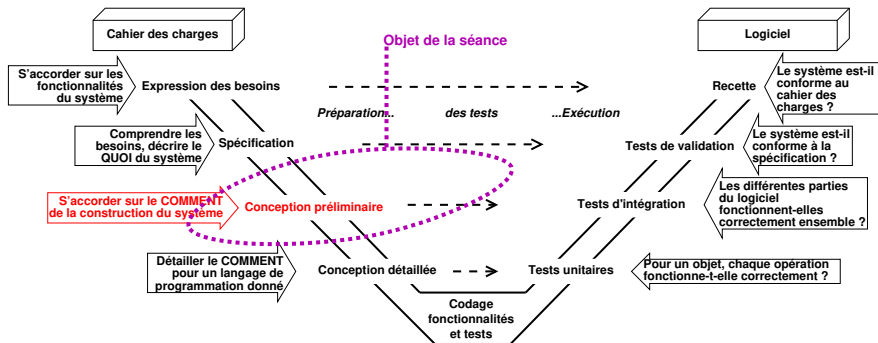 Cahier des charges
Objet de la séance
Logiciel
S'accorder sur les
fonctionnalités
du système
Expression des besoins
Recette
Le système est-il
conforme au
cahier des
charges ?
Préparation...
des tests
...Exécution
Comprendre les
besoins, décrire le
QUOI du système
Spécification
Tests de validation
Le système est-il
conforme à la
spécification ?
S'accorder sur le COMMENT
de la construction du système
Conception préliminaire
Tests d'intégration
Les différentes parties
du logiciel
fonctionnent-elles
correctement ensemble ?
Détailler le COMMENT
pour un langage de
programmation donné
Conception détaillée
Tests unitaires
Pour un objet, chaque opération
fonctionne-t-elle correctement ?
Codage
fonctionnalités
et tests